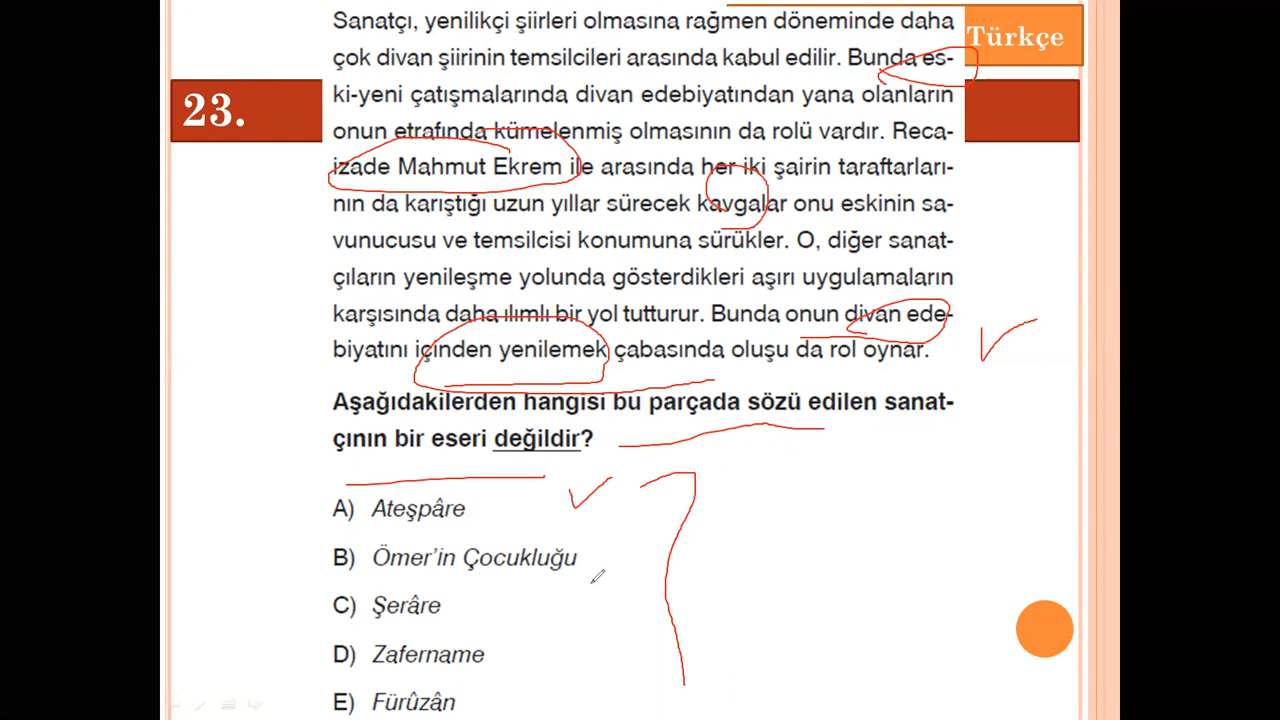 Sanatçı, yenilikçi şiirleri olmasına rağmen döneminde daha
çok divan şiirinin temsilcileri arasında kabul edilir. Bunda es-
ki-yeni çatışmalarında divan edebiyatından yana olanların
onun etrafında kümelenmiş olmasının da rolü vardır. Reca-
izade Mahmut Ekrem ile arasında her iki şairin taraftarları-
nın da karıştığı uzun yıllar sürecek kavgalar onu eskinin sa-
vunucusu ve temsilcisi konumuna sürükler. O, diğer sanat-
çıların yenileşme yolunda gösterdikleri aşırı uygulamaların
karşısında daha ılımlı bir yol tutturur. Bunda onun divan ede-
biyatını içinden yenilemek çabasında oluşu da rol oynar.
Türkçe
23.
Aşağıdakilerden hangisi bu parçada sözü edilen sanat-
çının bir eseri değildir?
A) Ateşpâre
B) Ömer'in Çocukluğu
C) Şerâre
D) Zafername
E) Fürûzân